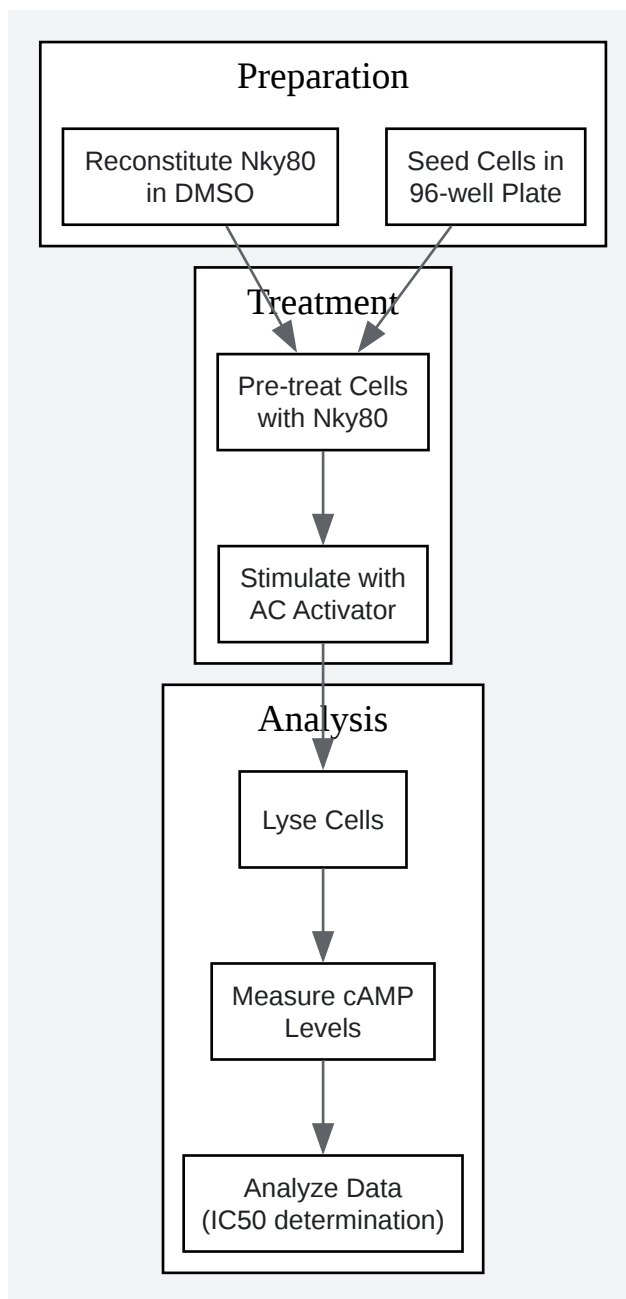 Preparation
Reconstitute Nky80
in DMSO
Seed Cells in
96-well Plate
Treatment
Pre-treat Cells
with Nky80
Stimulate with
AC Activator
Analysis
Lyse Cells
Measure cAMP
Levels
Analyze Data
(IC50 determination)